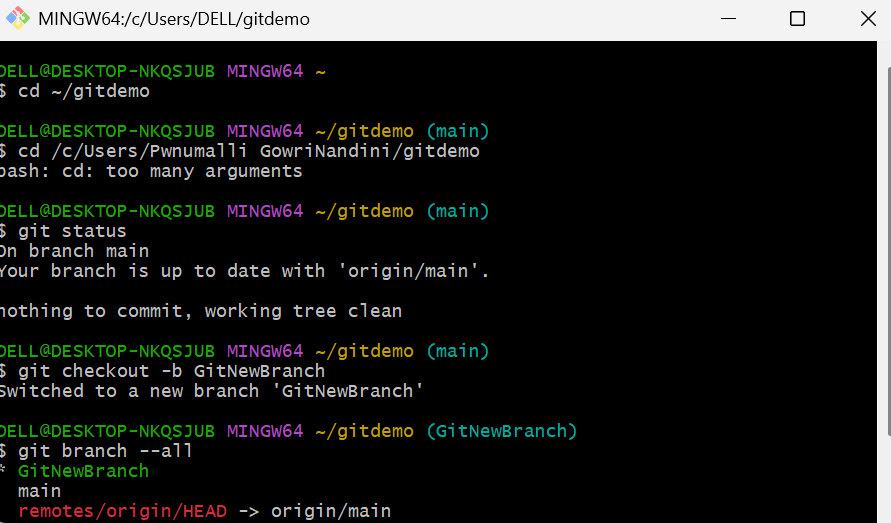 MINGW64:/c/Users/DELL/gitdemo
DELL@DESKTOP-NKQSJUB MINGW64 ~
$ cd ~/gitdemo
DELL@DESKTOP-NKQSJUB MINGW64 ~/gitdemo (main)
$ cd /c/Users/Pwnumalli GowriNandini/gitdemo
bash: cd: too many arguments
DELL@DESKTOP-NKQSJUB MINGW64 ~/gitdemo (main)
$ git status
On branch main
Your branch is up to date with 'origin/main'.
nothing to commit, working tree clean
DELL@DESKTOP-NKQSJUB MINGW64 ~/gitdemo (main)
$ git checkout -b GitNewBranch
Switched to a new branch 'GitNewBranch'
DELL@DESKTOP-NKQSJUB MINGW64 ~/gitdemo (GitNewBranch)
$ git branch --all
* GitNewBranch
main
remotes/origin/HEAD -> origin/main